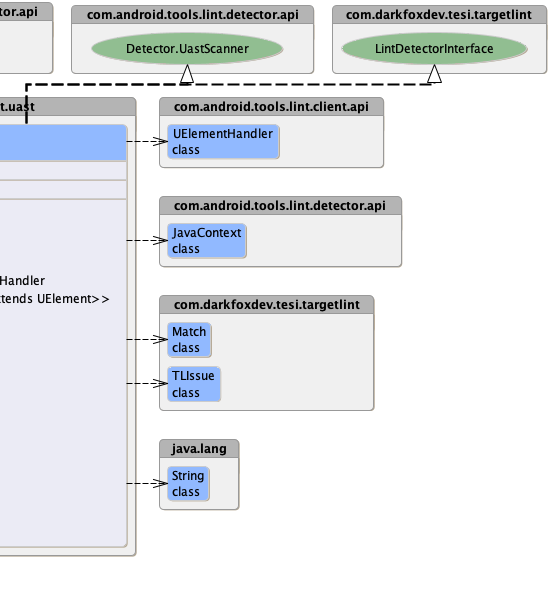 tor.api
com.android.tools.lint.detector.api
com.darkfoxdev.tesi.targetlint
Detector.UastScanner
LintDetectorInterface
t.uast
com.android.tools.lint.client.api
UElementHandler
class
com.android.tools.lint.detector.api
JavaContext
class
Handler
tends UElement>>
com.darkfoxdev.tesi.targetlint
Match
class
TLIssue
class
java.lang
String
class